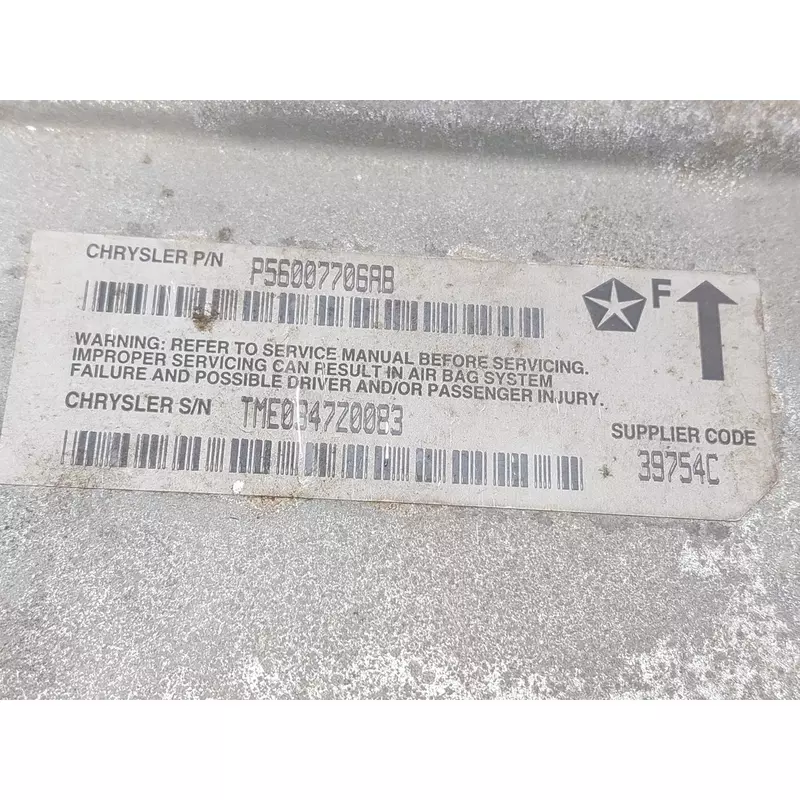 CHRYSLER P/N P56007706AB
F
WARNING: REFER TO SERVICE MANUAL BEFORE SERVICING.
IMPROPER SERVICING CAN RESULT IN AIR BAG SYSTEM
FAILURE AND POSSIBLE DRIVER AND/OR PASSENGER INJURY.
CHRYSLER S/N TME0347Z0083
SUPPLIER CODE
39754C